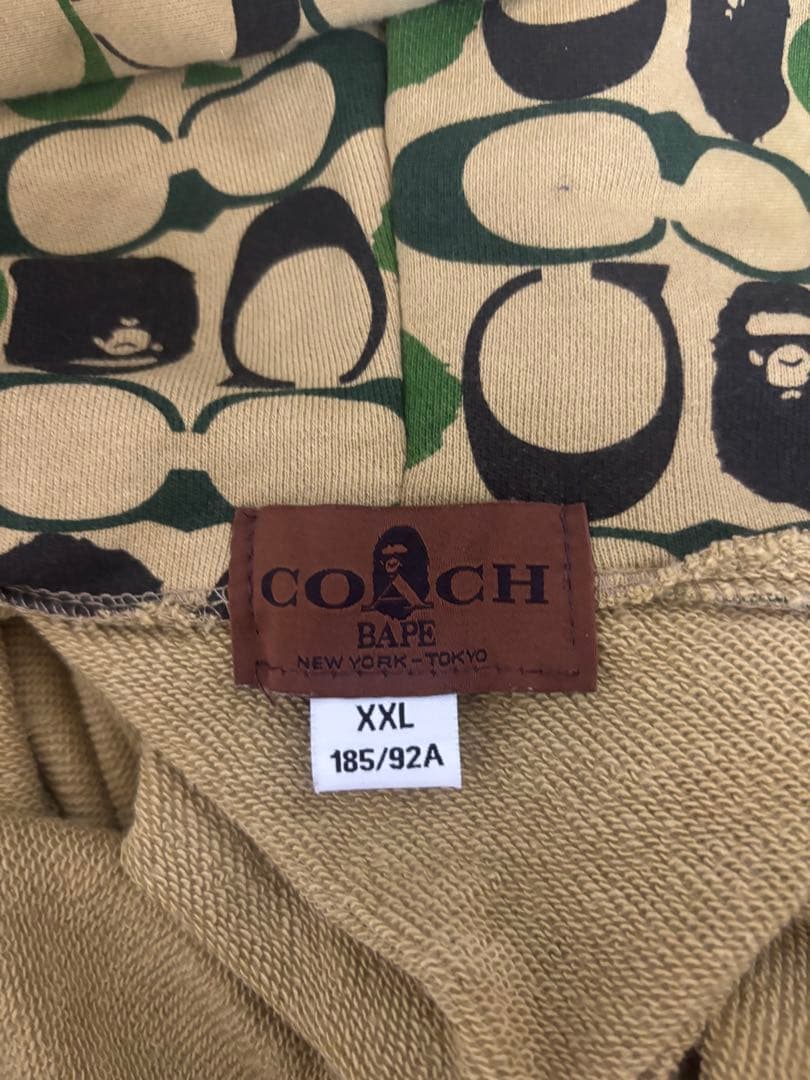 COACH
BAPE
NEW YORK-TOKYO
XXL
185/92A